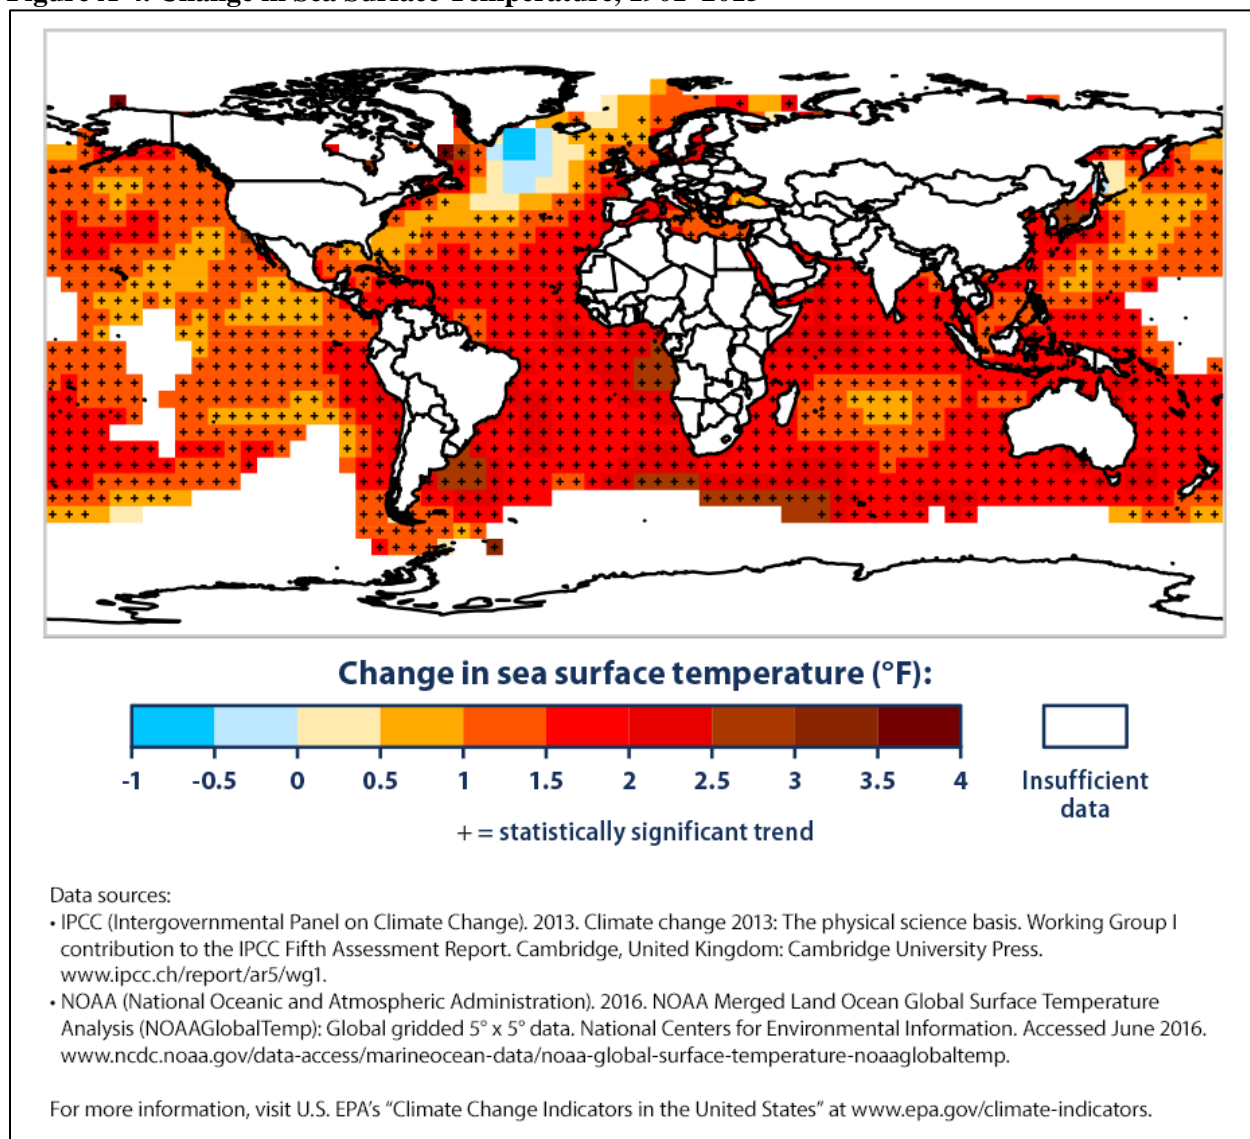 Change in sea surface temperature (°F):
-1 -0.5 0 0.5 1 1.5 2 2.5 3 3.5 4
Insufficient
data
+ = statistically significant trend
Data sources:
• IPCC (Intergovernmental Panel on Climate Change). 2013. Climate change 2013: The physical science basis. Working Group I
contribution to the IPCC Fifth Assessment Report. Cambridge, United Kingdom: Cambridge University Press.
www.ipcc.ch/report/ar5/wg1.
• NOAA (National Oceanic and Atmospheric Administration). 2016. NOAA Merged Land Ocean Global Surface Temperature
Analysis (NOAAGlobalTemp): Global gridded 5° x 5° data. National Centers for Environmental Information. Accessed June 2016.
www.ncdc.noaa.gov/data-access/marineocean-data/noaa-global-surface-temperature-noaaglobaltemp.
For more information, visit U.S. EPA's “Climate Change Indicators in the United States” at www.epa.gov/climate-indicators.